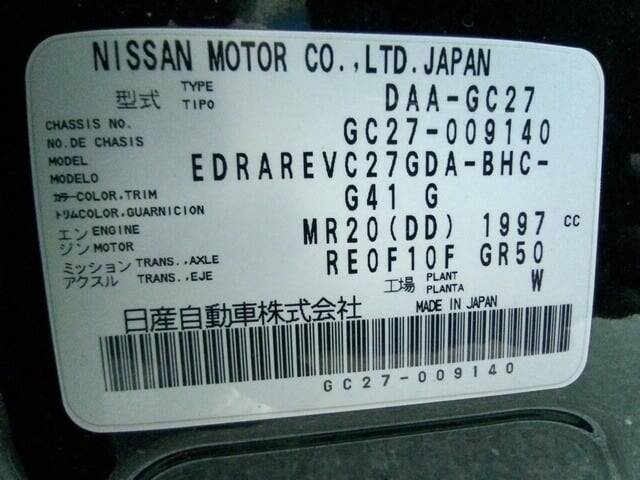 NISSAN MOTOR CO.,LTD.JAPAN
型式 TYPE TIPO DAA-GC27
CHASSIS NO. NO.DE CHASIS GC27-009140
MODEL MODELO EDRAREVC27GDA-BHC-
カラーCOLOR,TRIM トリムCOLOR,GUARNICION G41 G
エンジン ENGINE MOTOR MR20(DD) 1997 CC
ミッション TRANS.,AXLE アクスル TRANS.,EJE RE0F10F GR50
工場 PLANT PLANTA W
日産自動車株式会社 MADE IN JAPAN
GC27-009140